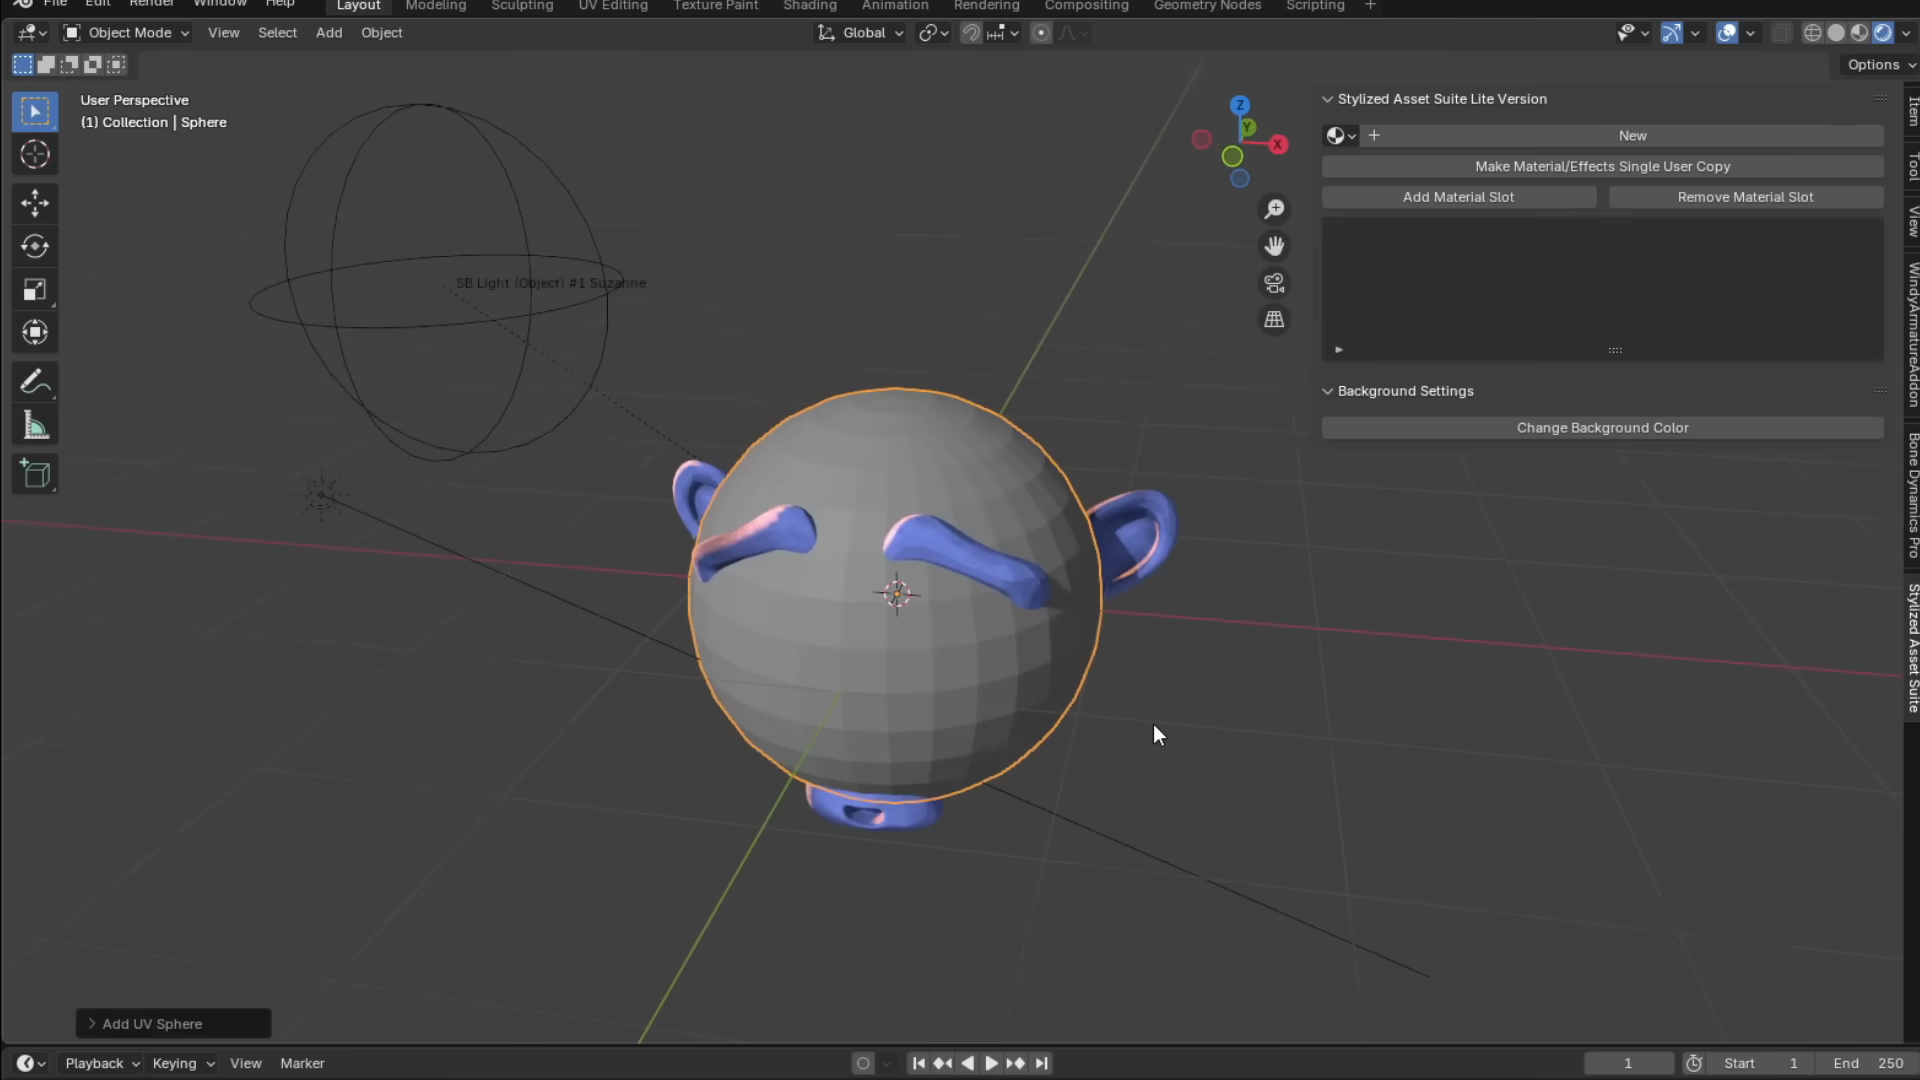 File Edit Render Window Help Layout Modeling Sculpting UV Editing Texture Paint Shading Animation Rendering Compositing Geometry Nodes Scripting +
Object Mode View Select Add Object Global
Options
User Perspective
(1) Collection | Sphere
Z
Y
X
SB Light (Object) #1 Suzanne
Stylized Asset Suite Lite Version
+ New
Make Material/Effects Single User Copy
Add Material Slot Remove Material Slot
Background Settings
Change Background Color
Item
Tool
View
WindyArmatureAddon
Bone Dynamics Pro
Stylized Asset Suite
Add UV Sphere
Playback Keying View Marker 1 Start 1 End 250